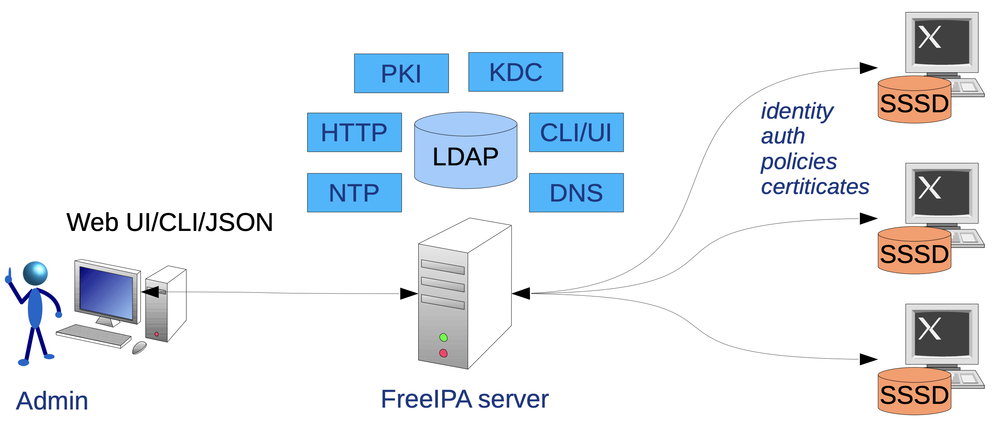 PKI
KDC
HTTP
LDAP
CLI/UI
NTP
DNS
Web UI/CLI/JSON
Admin
FreeIPA server
identity
auth
policies
certiticates
X
SSSD
X
SSSD
X
SSSD